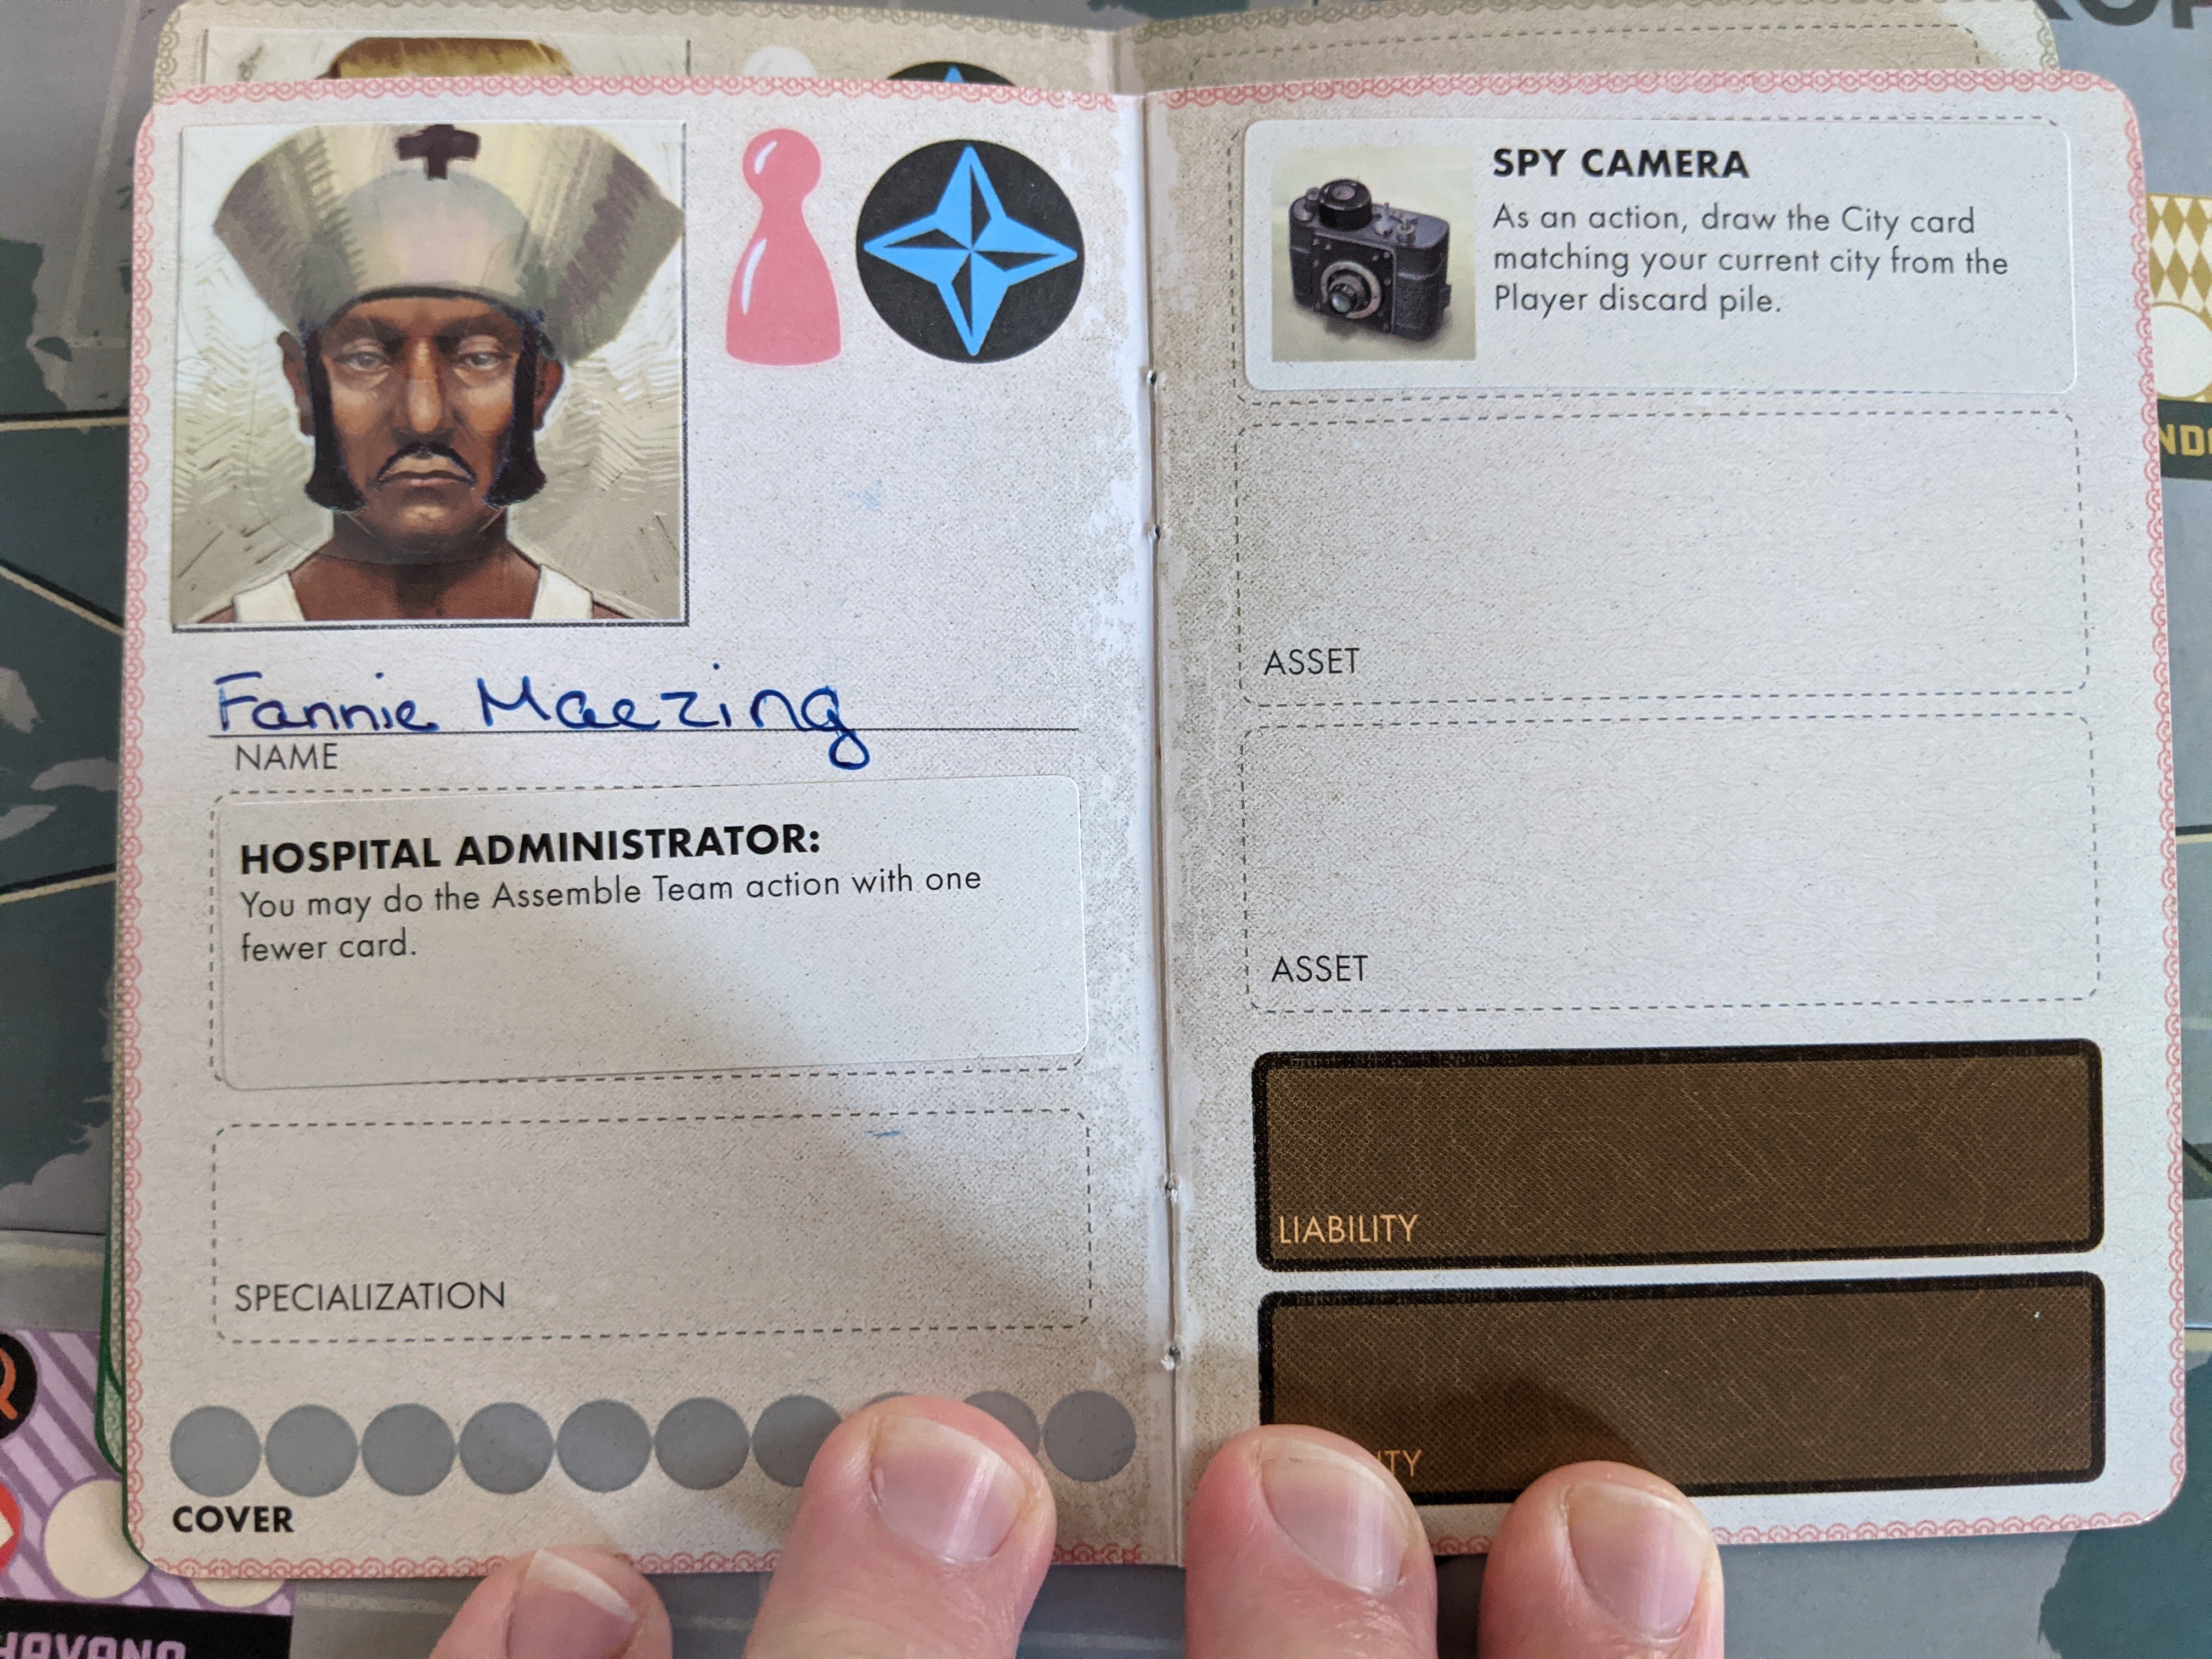 Fannie Maezing
NAME
HOSPITAL ADMINISTRATOR:
You may do the Assemble Team action with one
fewer card.
SPECIALIZATION
COVER
SPY CAMERA
As an action, draw the City card
matching your current city from the
Player discard pile.
ASSET
ASSET
LIABILITY